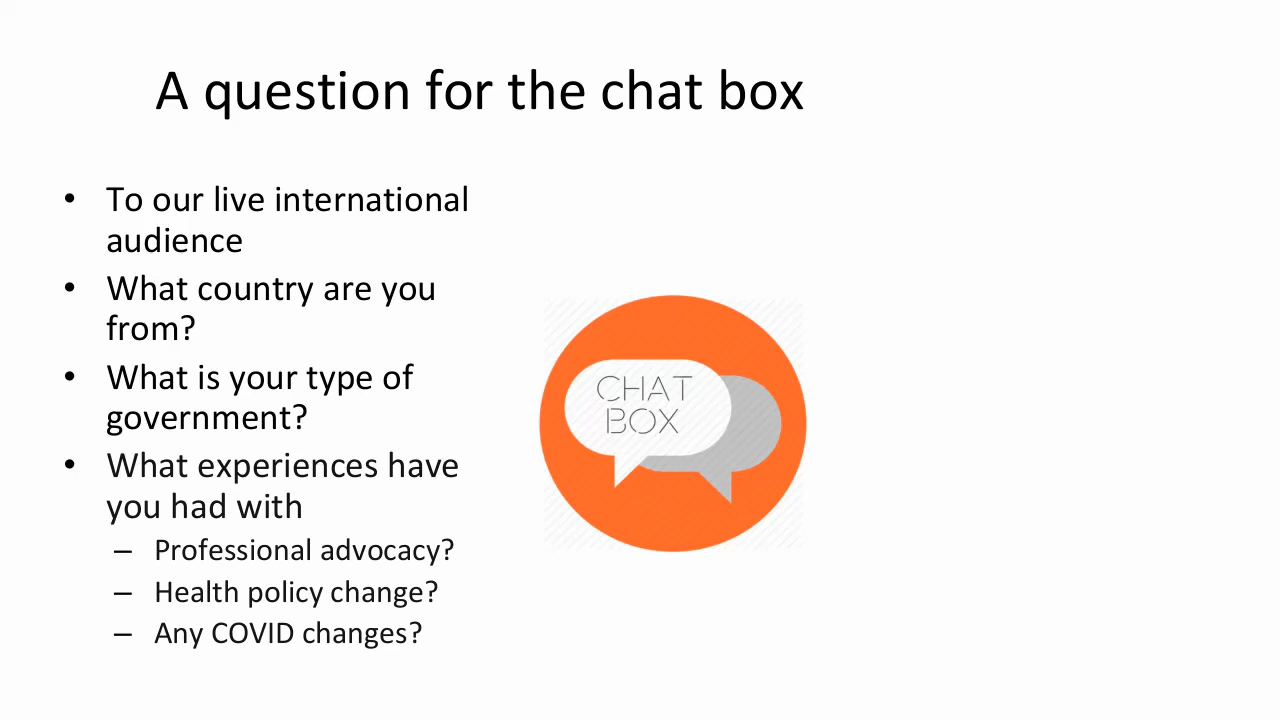 A question for the chat box
• To our live international
audience
• What country are you
from?
• What is your type of
government?
• What experiences have
you had with
– Professional advocacy?
– Health policy change?
– Any COVID changes?
CHAT
BOX